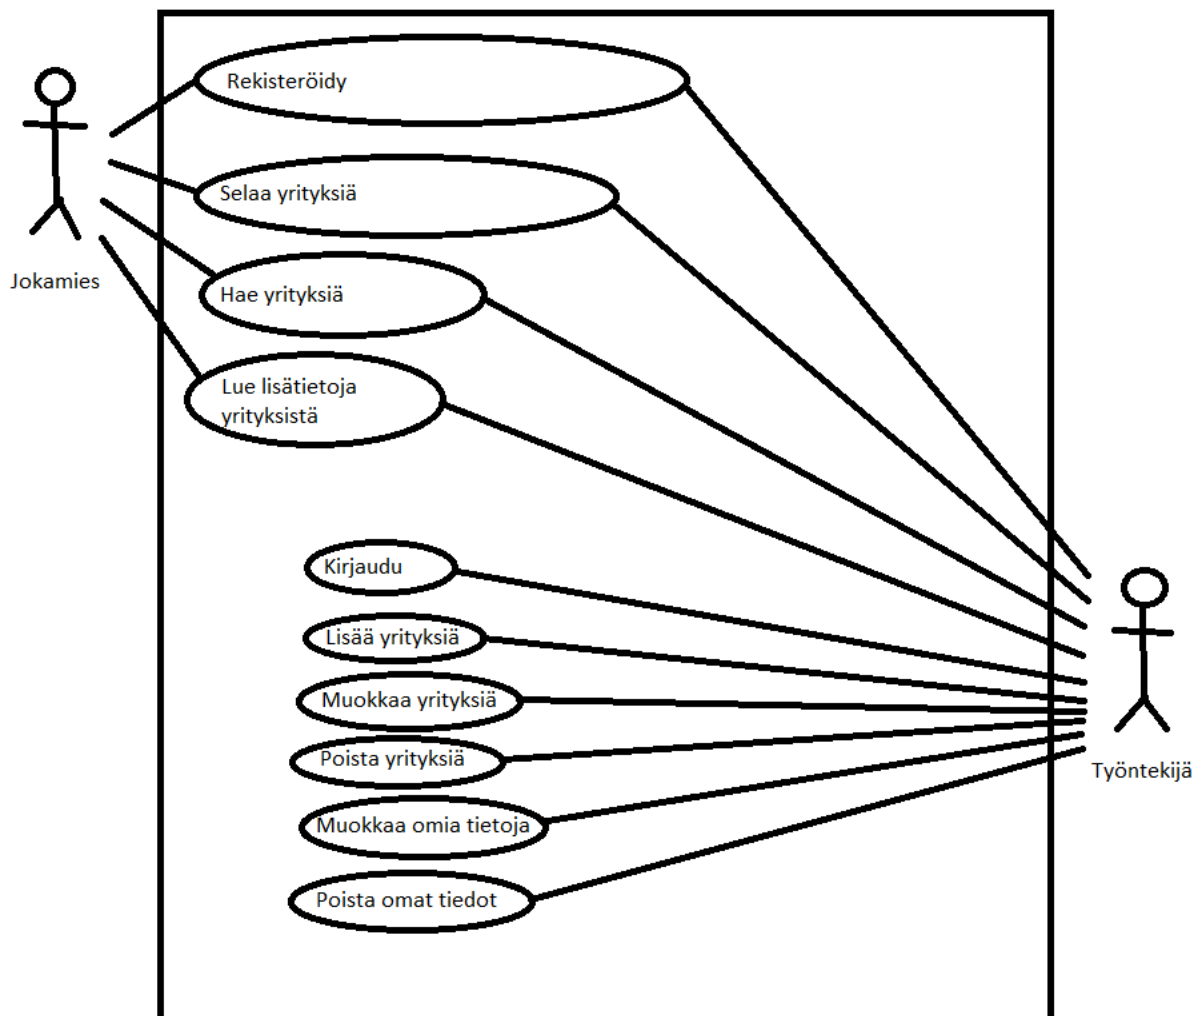 Rekisteröidy
Selaa yrityksiä
Jokamies
Hae yrityksiä
Lue lisätietoja
yrityksistä
Kirjaudu
Lisää yrityksiä
Muokkaa yrityksiä
Poista yrityksiä
Työntekijä
Muokkaa omia tietoja
Poista omat tiedot